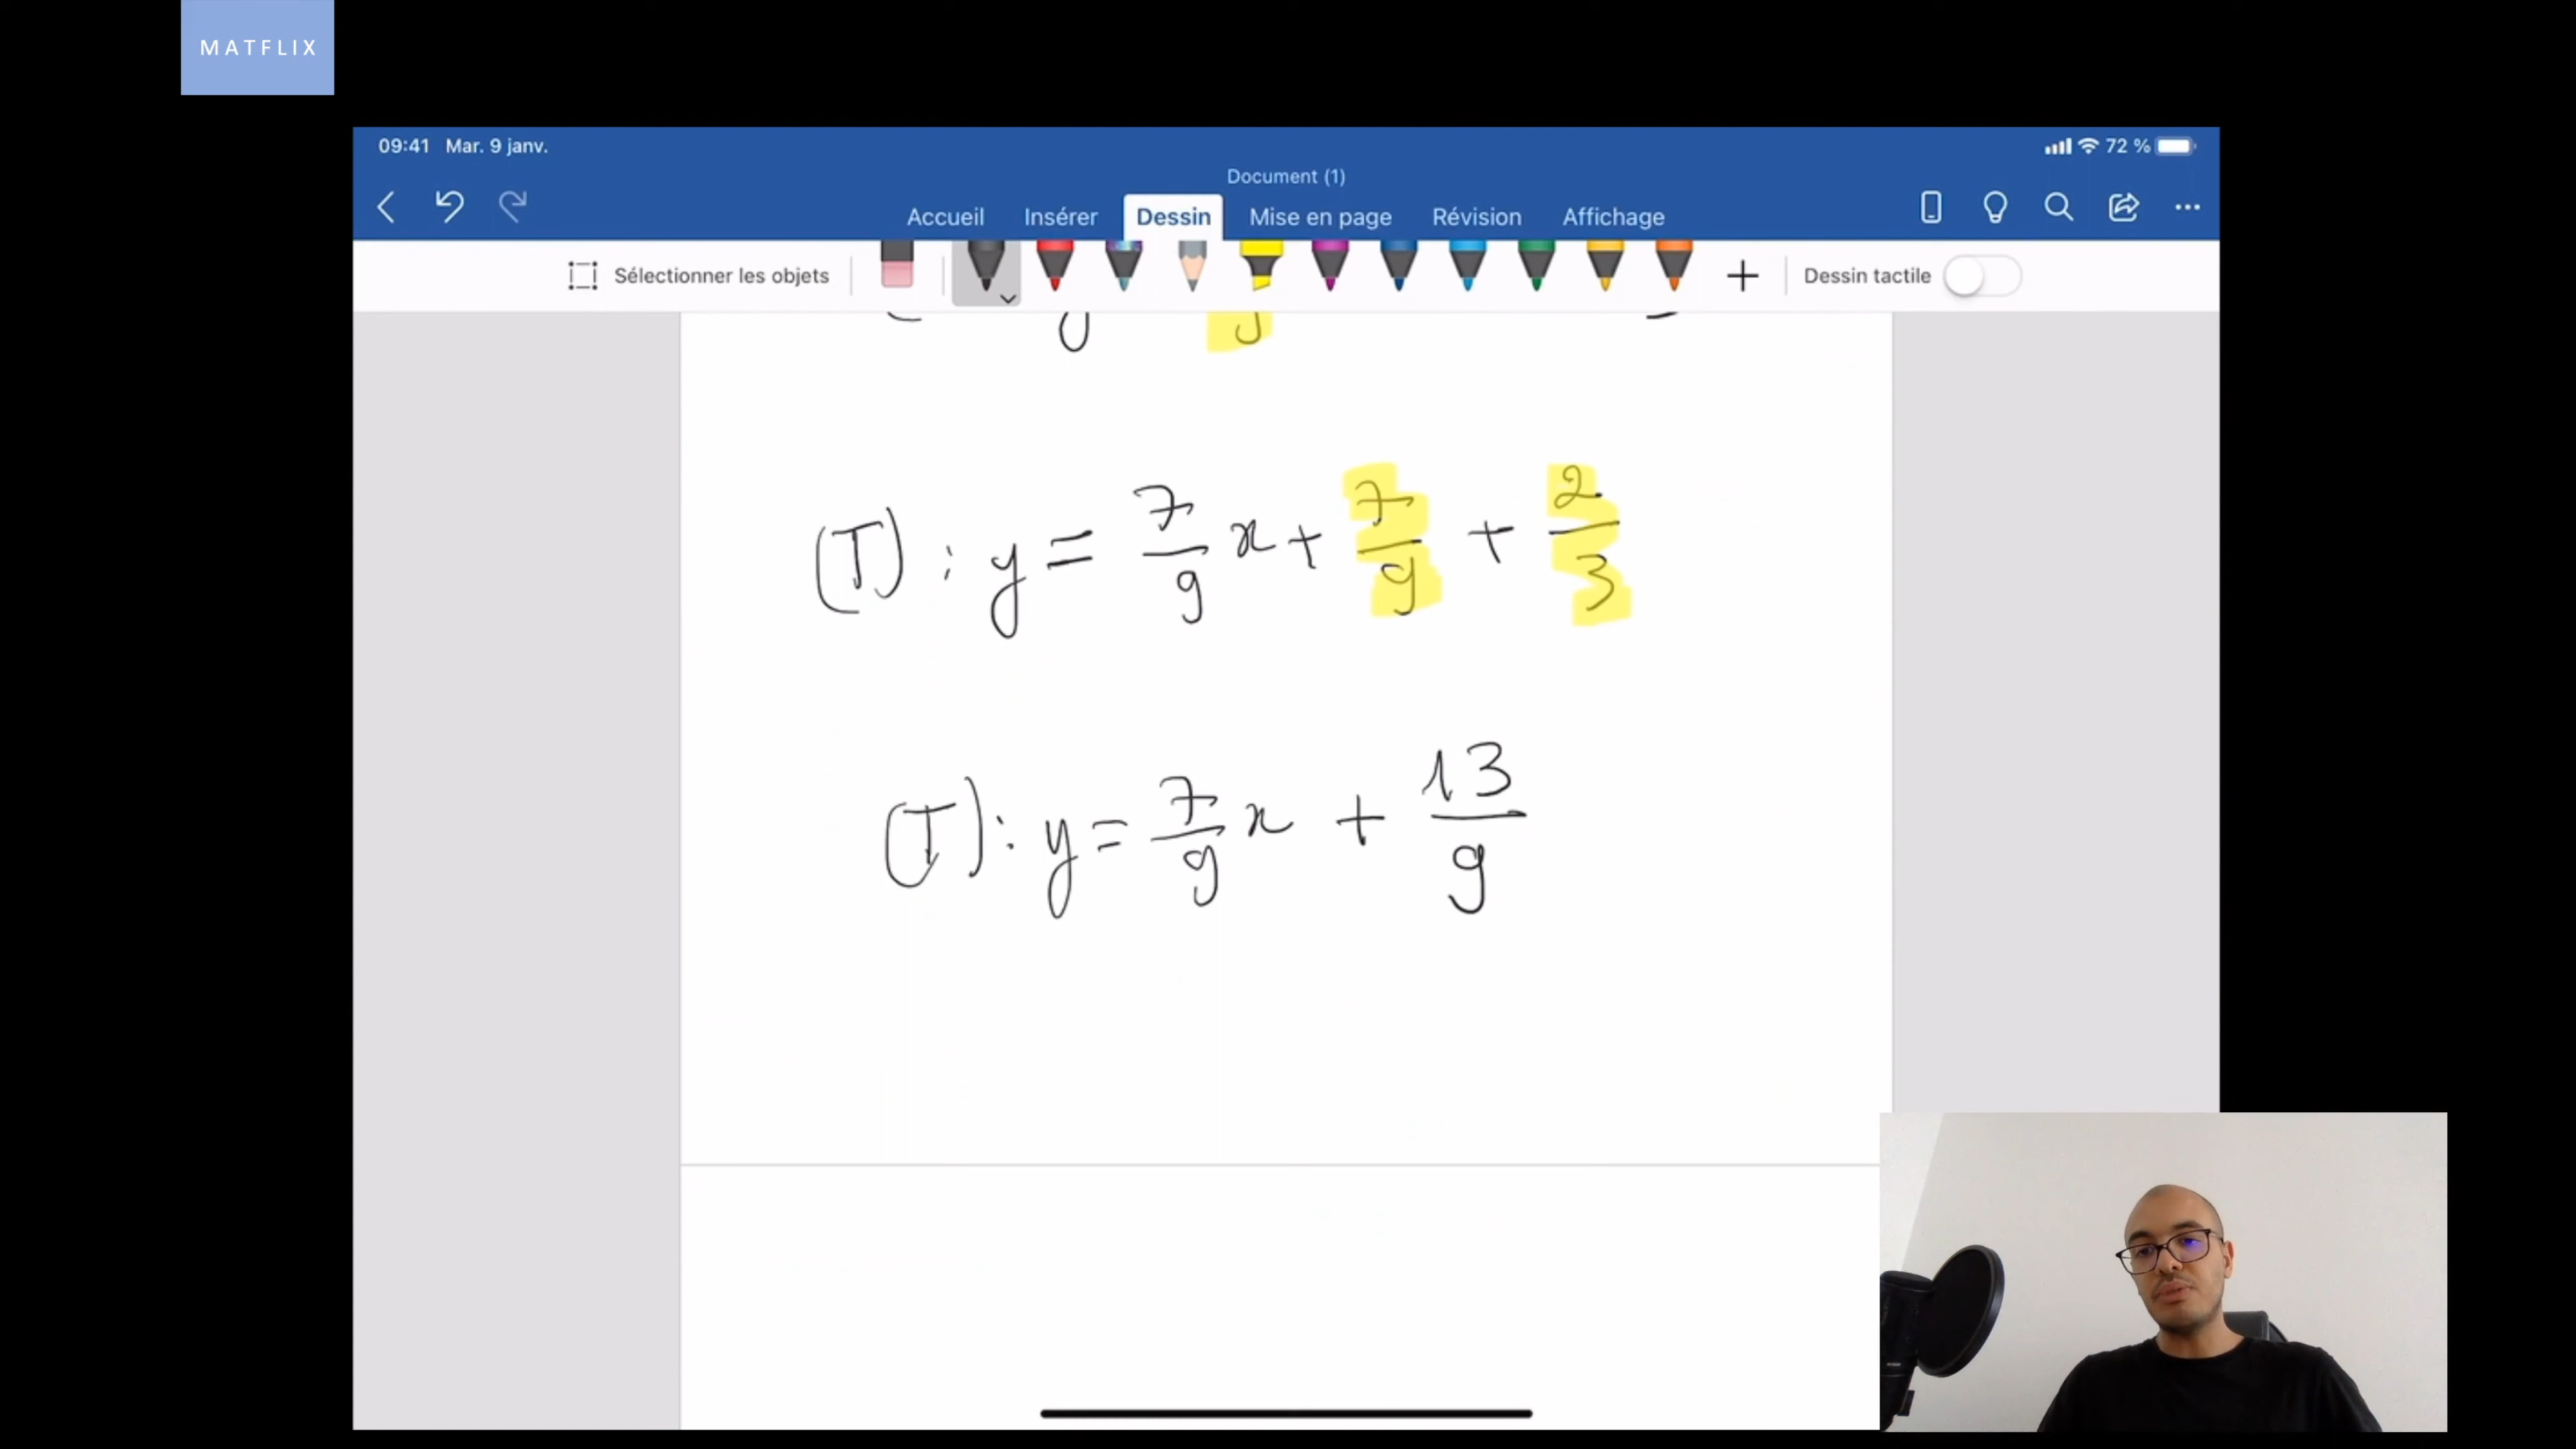 MATFLIX
09:41 Mar. 9 janv.
72 %
Document (1)
Accueil Insérer Dessin Mise en page Révision Affichage
Sélectionner les objets
Dessin tactile
(T) : y = 7/9 x + 7/9 + 2/3
(T) : y = 7/9 x + 13/9